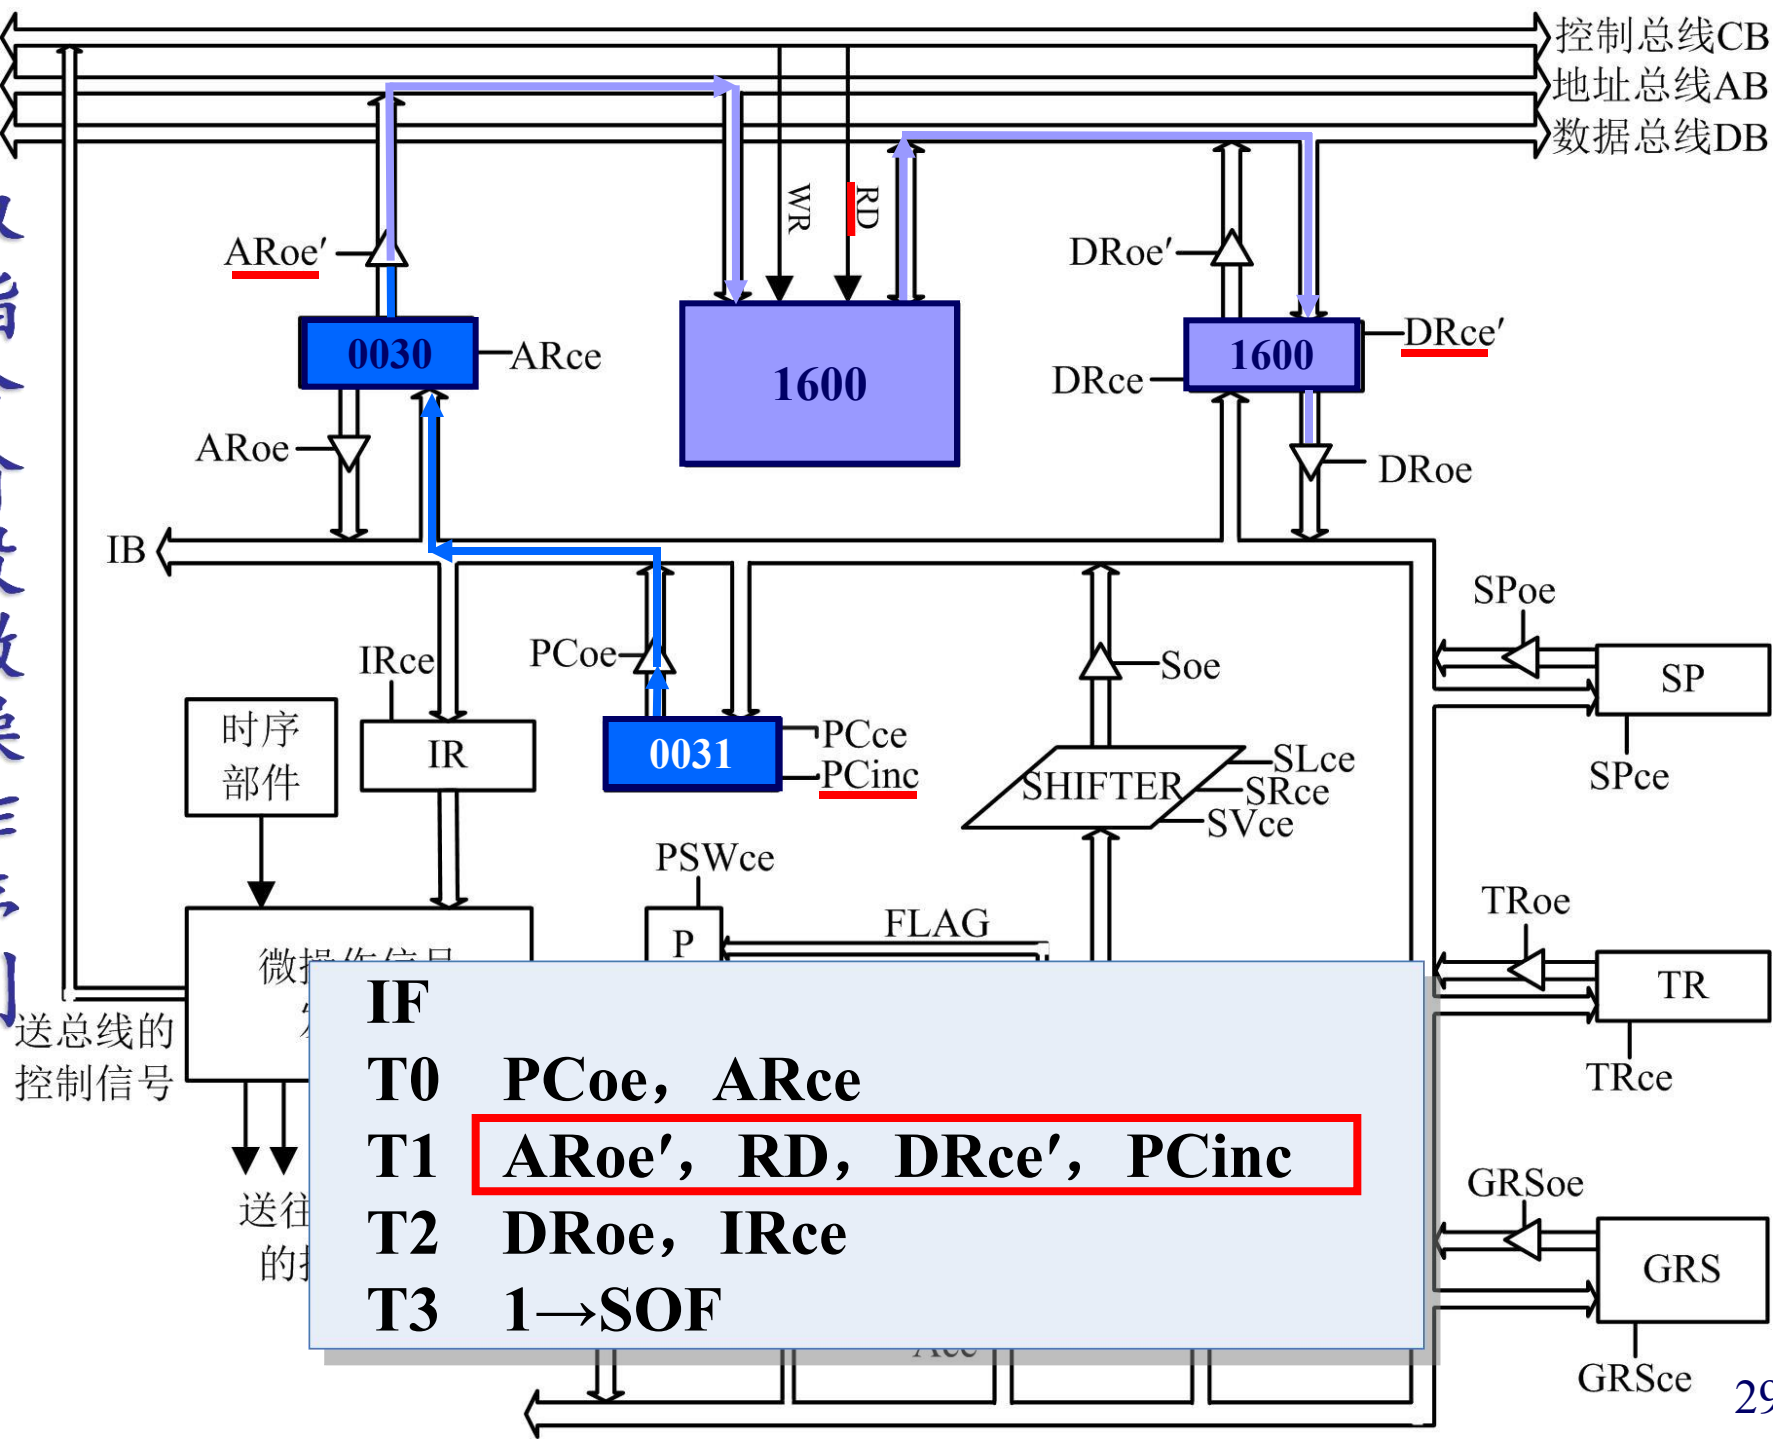 控制总线CB
地址总线AB
数据总线DB
WR
RD
ARoe′
DRoe′
0030
ARce
1600
1600
DRce′
DRce
ARoe
DRoe
IB
SPoe
IRce
PCoe
Soe
SP
时序
部件
IR
0031
PCce
PCinc
SHIFTER
SLce
SRce
SVce
SPce
PSWce
P
FLAG
TRoe
TR
TRce
送总线的
控制信号
IF
T0 PCoe，ARce
T1 ARoe′，RD，DRce′，PCinc
T2 DRoe，IRce
T3 1→SOF
送往
GRSoe
GRS
GRSce
29